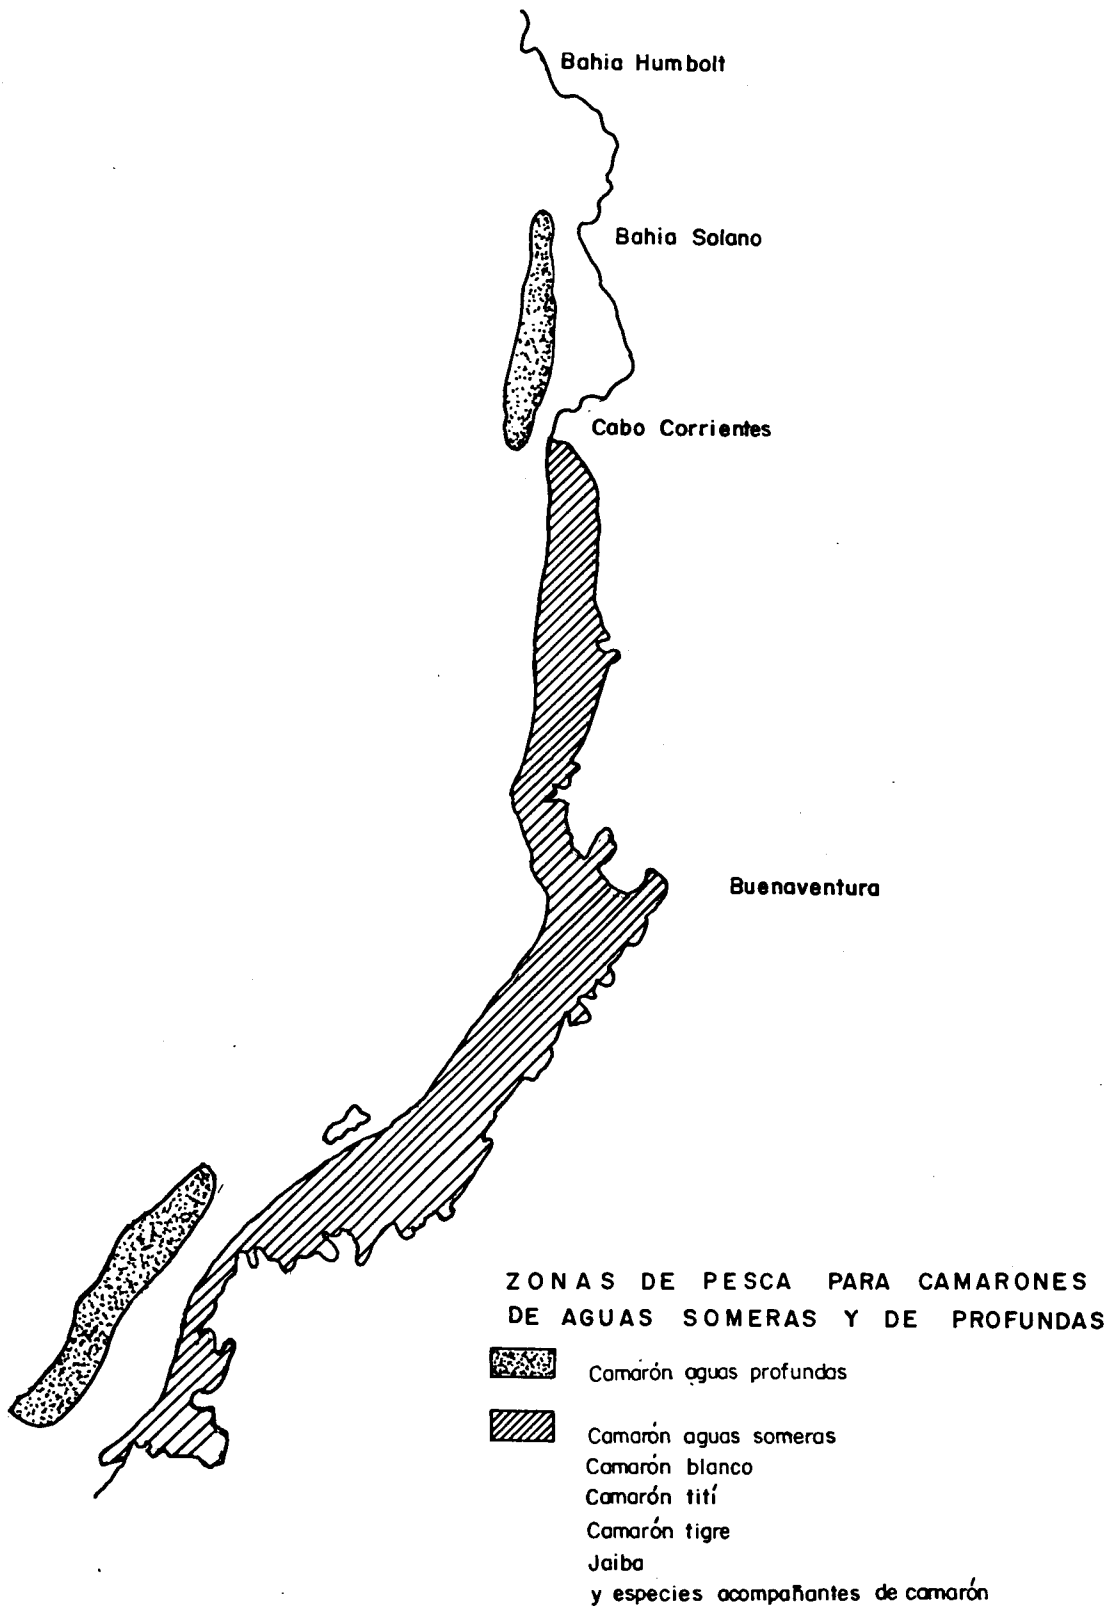 Bahia Humbolt
Bahia Solano
Cabo Corrientes
Buenaventura
ZONAS DE PESCA PARA CAMARONES
DE AGUAS SOMERAS Y DE PROFUNDAS
Camarón aguas profundas
Camarón aguas someras
Camarón blanco
Camarón tití
Camarón tigre
Jaiba
y especies acompañantes de camarón